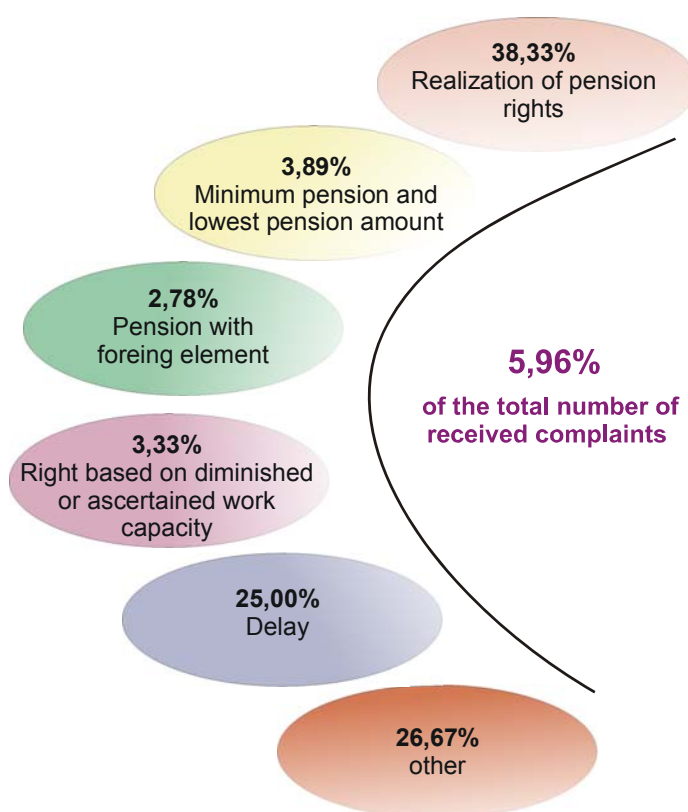 38,33%
Realization of pension
rights
3,89%
Minimum pension and
lowest pension amount
2,78%
Pension with
foreing element
5,96%
of the total number of
received complaints
3,33%
Right based on diminished
or ascertained work
capacity
25,00%
Delay
26,67%
other